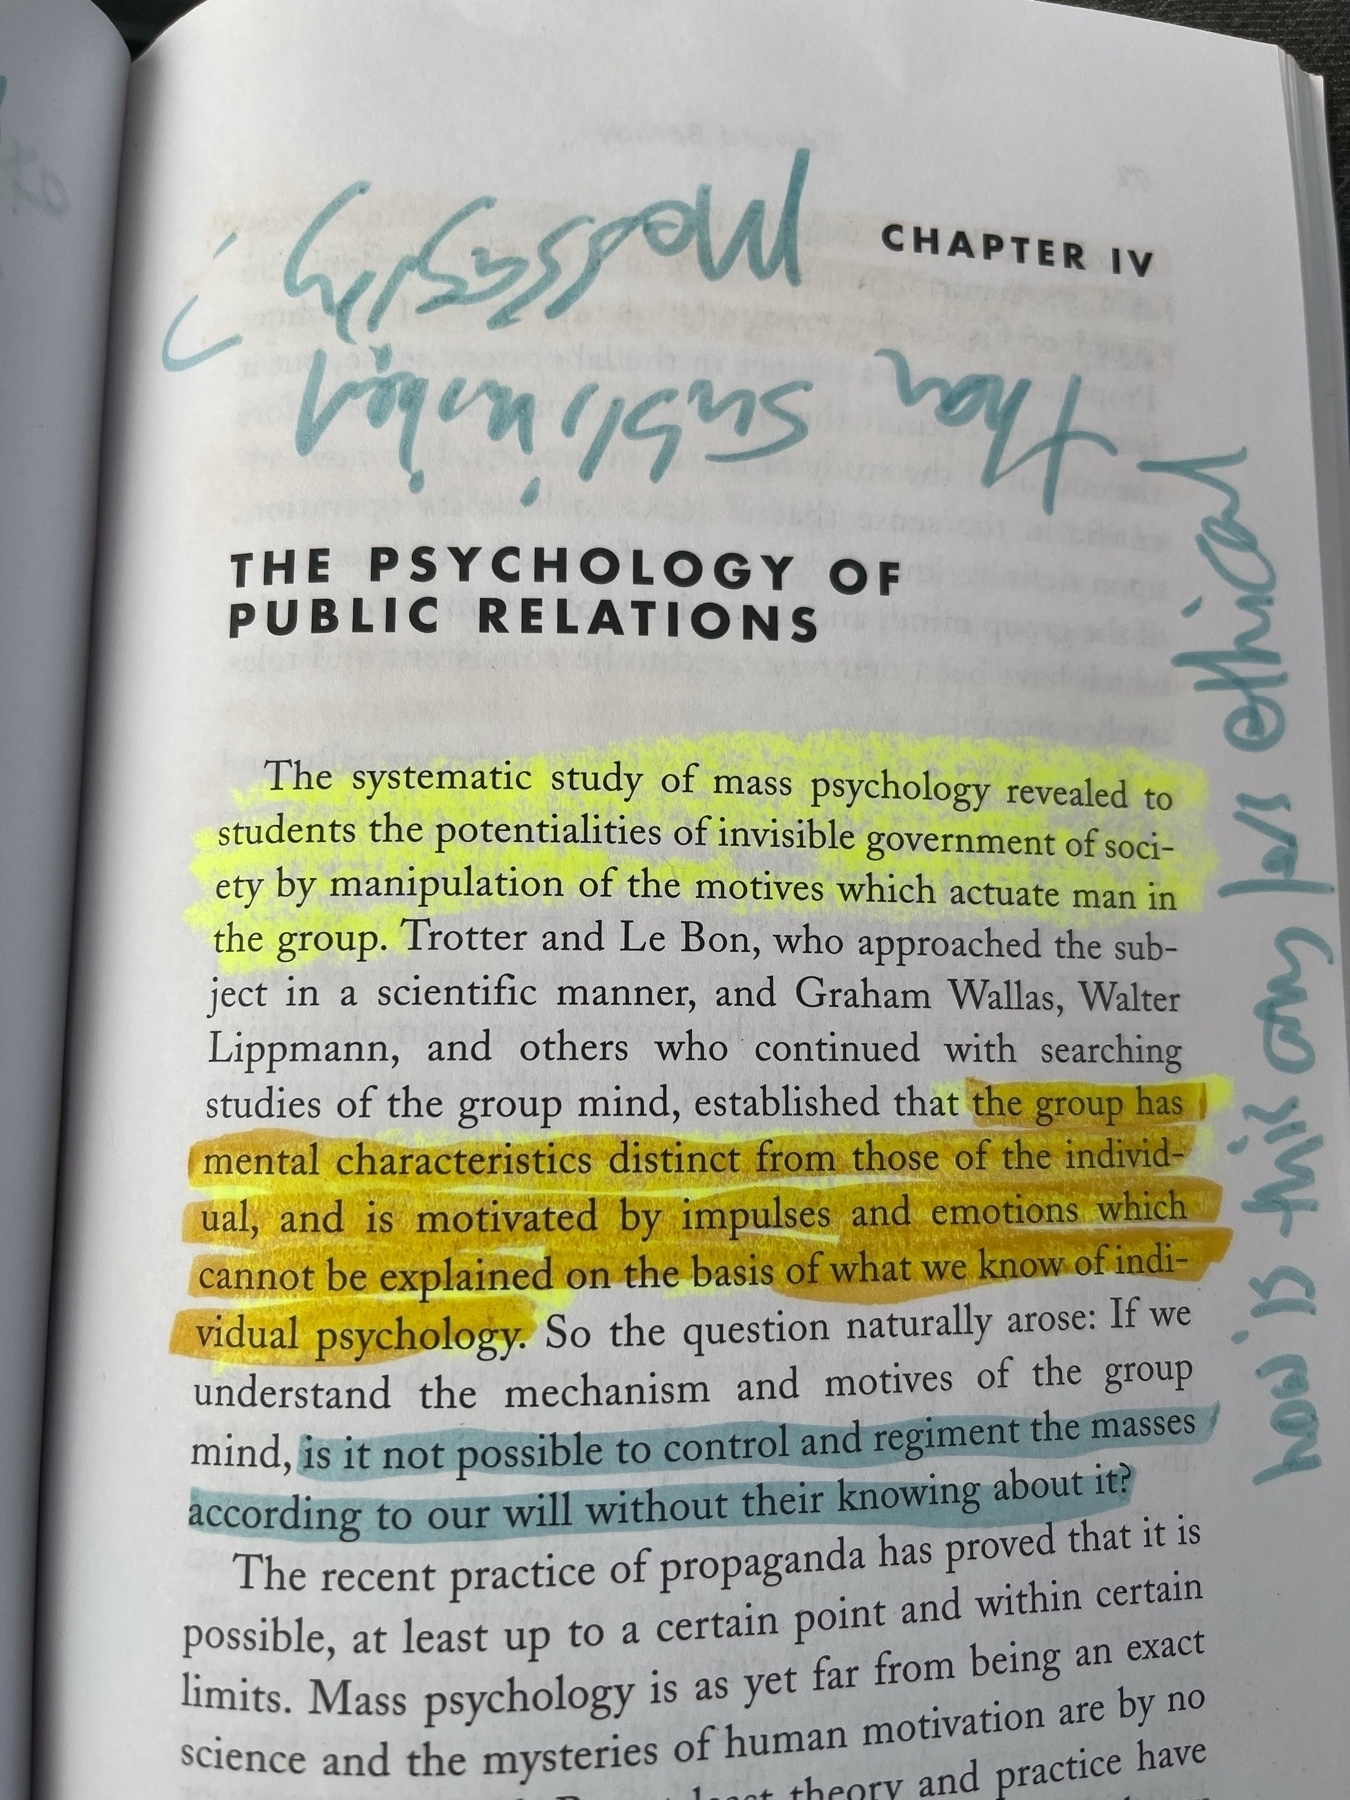 CHAPTER IV
How subliminal
messaging?
THE PSYCHOLOGY OF
PUBLIC RELATIONS
The systematic study of mass psychology revealed to
students the potentialities of invisible government of soci-
ety by manipulation of the motives which actuate man in
the group. Trotter and Le Bon, who approached the sub-
ject in a scientific manner, and Graham Wallas, Walter
Lippmann, and others who continued with searching
studies of the group mind, established that the group has
mental characteristics distinct from those of the individ-
ual, and is motivated by impulses and emotions which
cannot be explained on the basis of what we know of indi-
vidual psychology. So the question naturally arose: If we
understand the mechanism and motives of the group
mind, is it not possible to control and regiment the masses
according to our will without their knowing about it?
The recent practice of propaganda has proved that it is
possible, at least up to a certain point and within certain
limits. Mass psychology is as yet far from being an exact
science and the mysteries of human motivation are by no
theory and practice have
how is this any less ethical